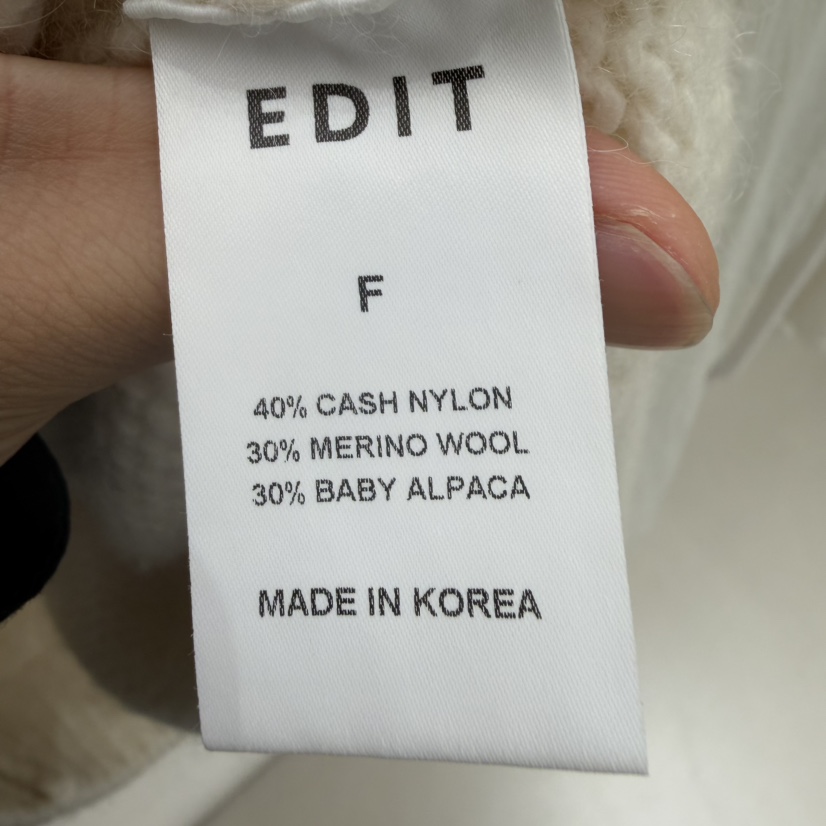 EDIT
F
40% CASH NYLON
30% MERINO WOOL
30% BABY ALPACA
MADE IN KOREA